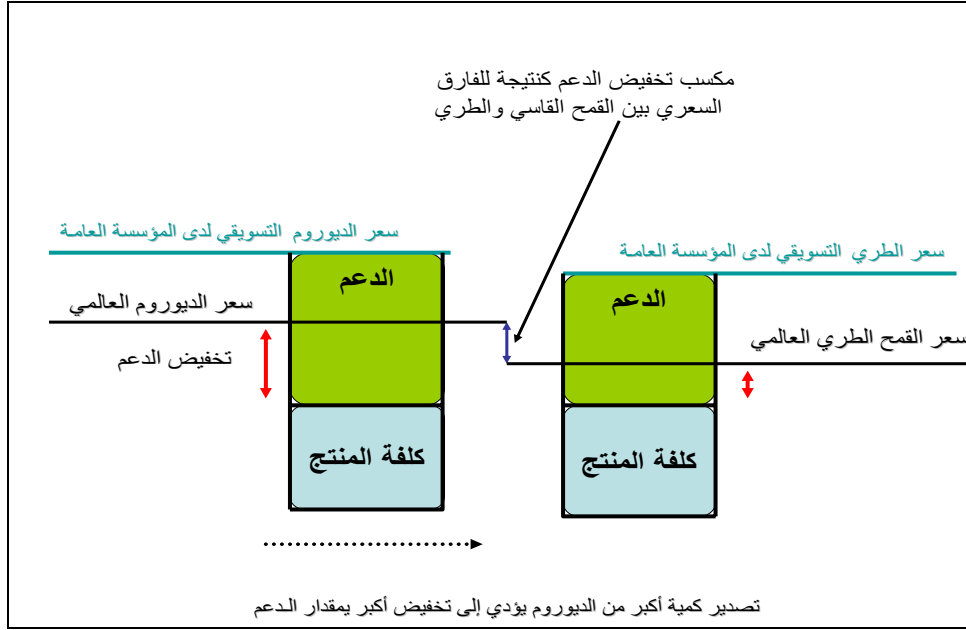 مكسب تخفيض الدعم كنتيجة للفارق
السعري بين القمح القاسي والطري
سعر الديوروم التسويقي لدى المؤسسة العامة
سعر الطري التسويقي لدى المؤسسة العامة
الدعم
الدعم
سعر الديوروم العالمي
سعر القمح الطري العالمي
تخفيض الدعم
كلفة المنتج
كلفة المنتج
تصدير كمية أكبر من الديوروم يؤدي إلى تخفيض أكبر بمقدار الدعم